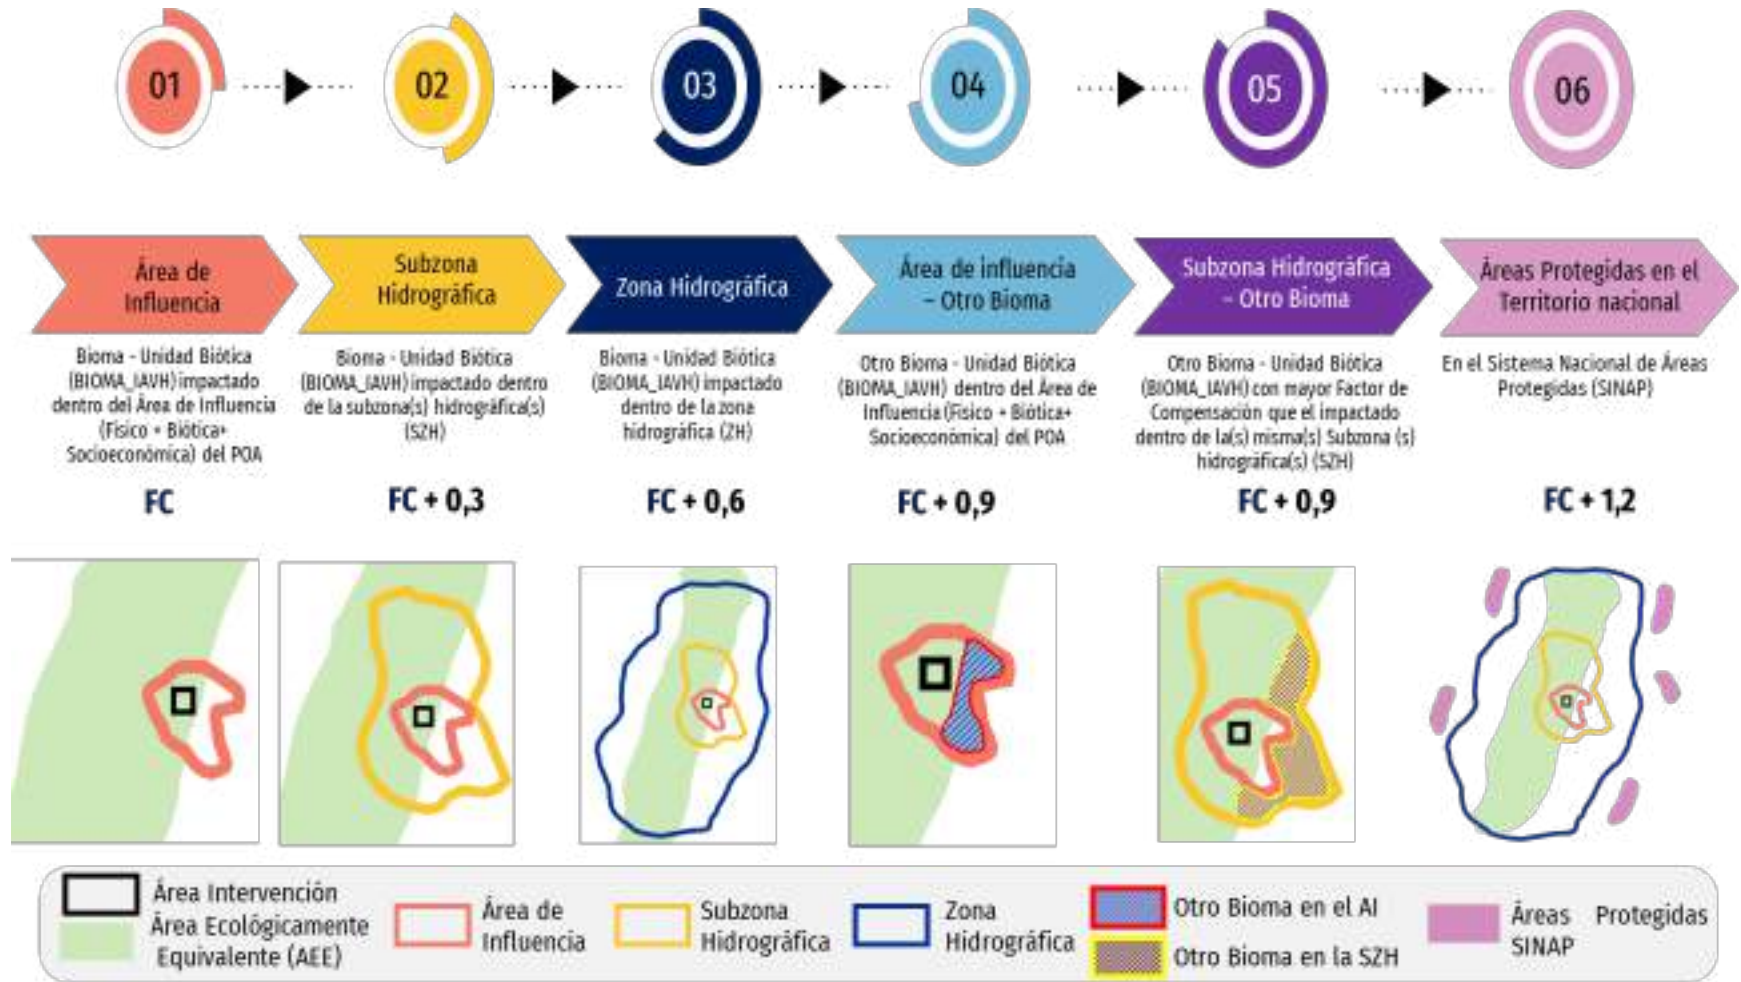 01
02
03
04
05
06
Área de
Influencia
Subzona
Hidrográfica
Zona Hidrográfica
Área de influencia
– Otro Bioma
Subzona Hidrográfica
– Otro Bioma
Áreas Protegidas en el
Territorio nacional
Bioma - Unidad Biótica
(BIOMA_IAVH) impactado
dentro del Área de Influencia
(Físico + Biótica+
Socioeconómica) del POA
Bioma - Unidad Biótica
(BIOMA_IAVH) impactado dentro
de la subzona(s) hidrográfica(s)
(SZH)
Bioma - Unidad Biótica
(BIOMA_IAVH) impactado
dentro de la zona
hidrográfica (ZH)
Otro Bioma - Unidad Biótica
(BIOMA_IAVH) dentro del Área de
Influencia (Físico + Biótica+
Socioeconómica) del POA
Otro Bioma - Unidad Biótica
(BIOMA_IAVH) con mayor Factor de
Compensación que el impactado
dentro de la(s) misma(s) Subzona (s)
hidrográfica(s) (SZH)
En el Sistema Nacional de Áreas
Protegidas (SINAP)
FC
FC + 0,3
FC + 0,6
FC + 0,9
FC + 0,9
FC + 1,2
Área Intervención
Área Ecológicamente
Equivalente (AEE)
Área de
Influencia
Subzona
Hidrográfica
Zona
Hidrográfica
Otro Bioma en el AI
Otro Bioma en la SZH
Áreas Protegidas
SINAP